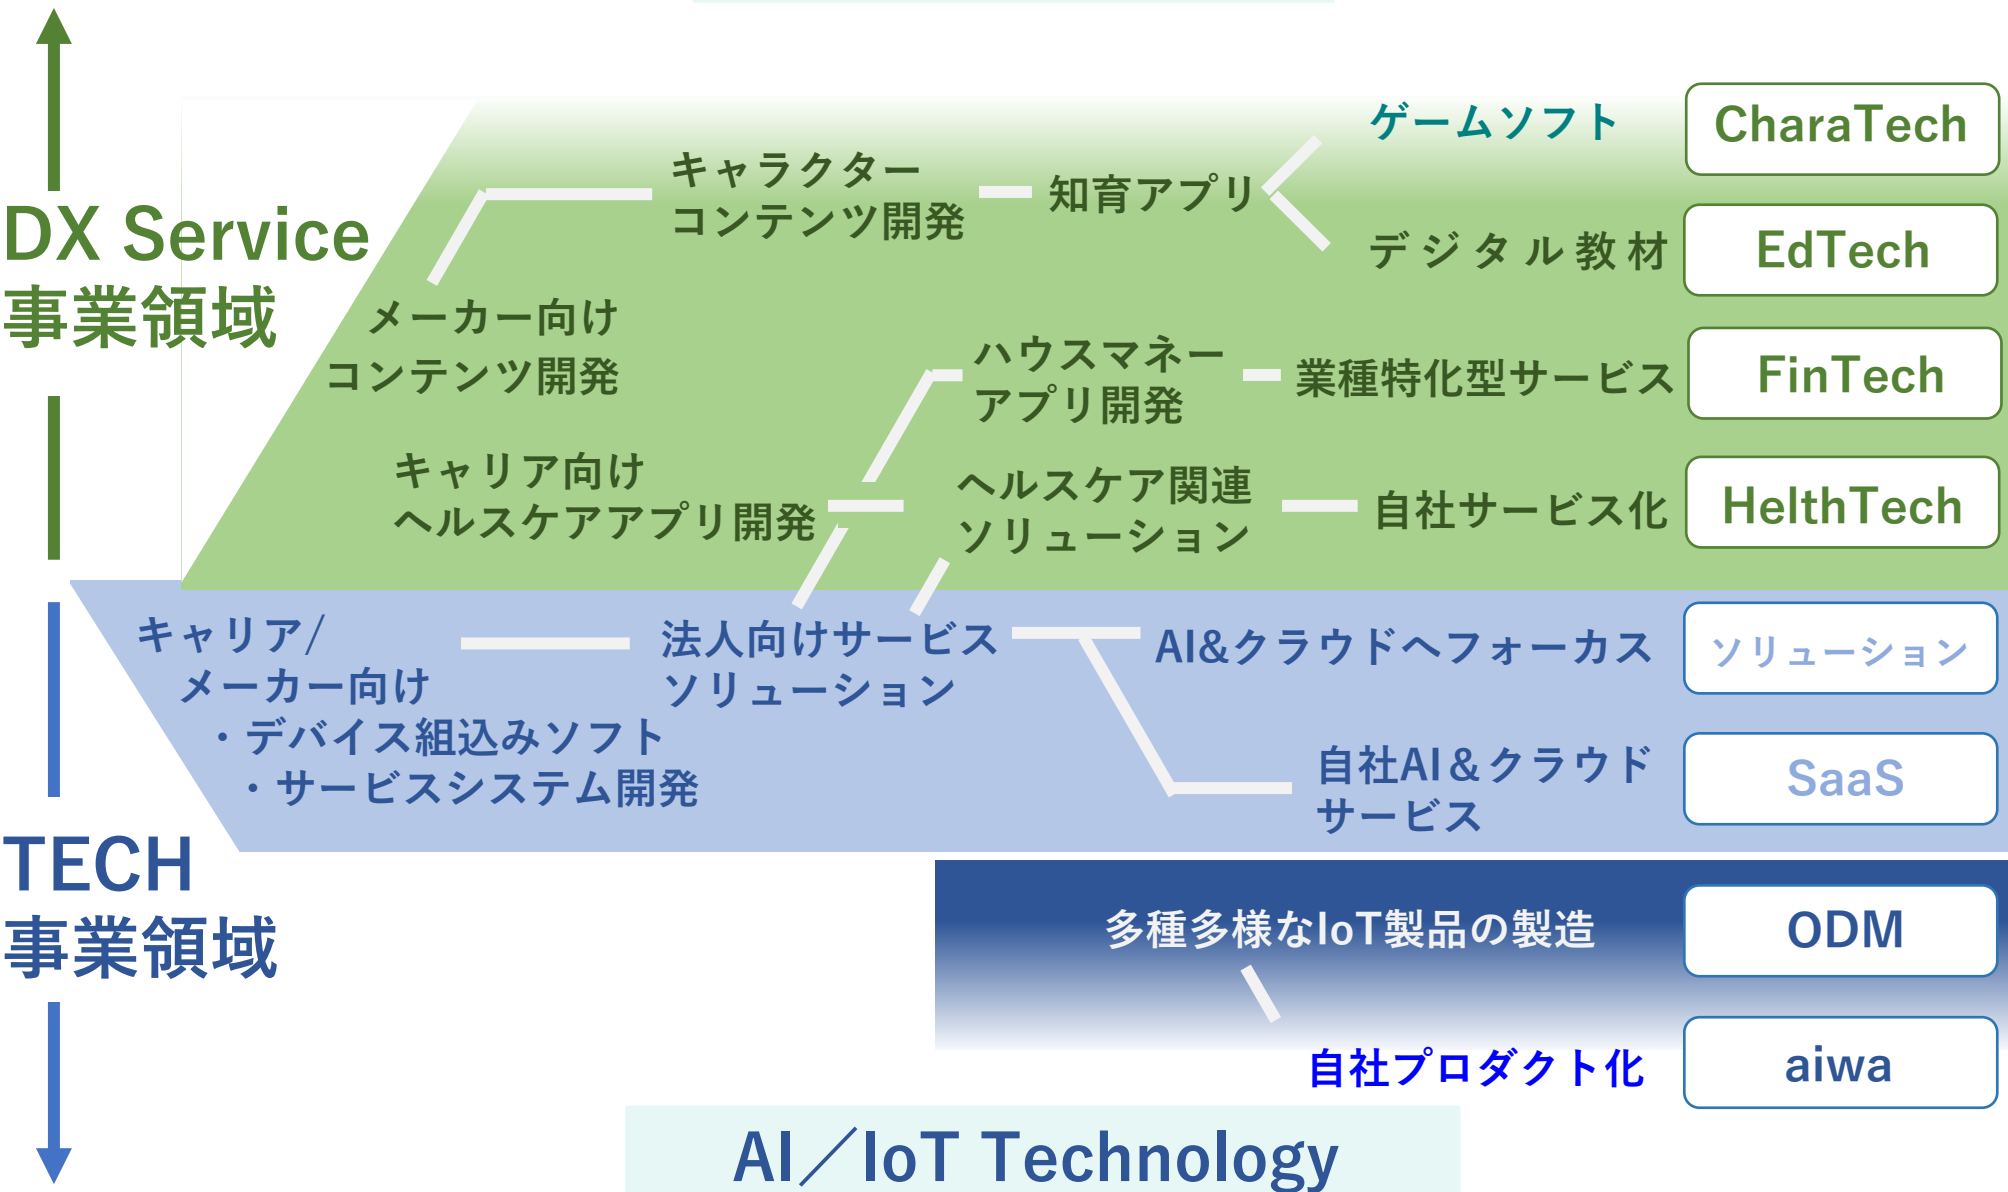 DX Service
事業領域
ゲームソフト
CharaTech
キャラクター
コンテンツ開発
知育アプリ
デジタル教材
EdTech
メーカー向け
コンテンツ開発
ハウスマネー
アプリ開発
業種特化型サービス
FinTech
キャリア向け
ヘルスケアアプリ開発
ヘルスケア関連
ソリューション
自社サービス化
HelthTech
TECH
事業領域
キャリア/
メーカー向け
・デバイス組込みソフト
・サービスシステム開発
法人向けサービス
ソリューション
AI&クラウドへフォーカス
ソリューション
自社AI&クラウド
サービス
SaaS
多種多様なIoT製品の製造
ODM
自社プロダクト化
aiwa
AI/IoT Technology